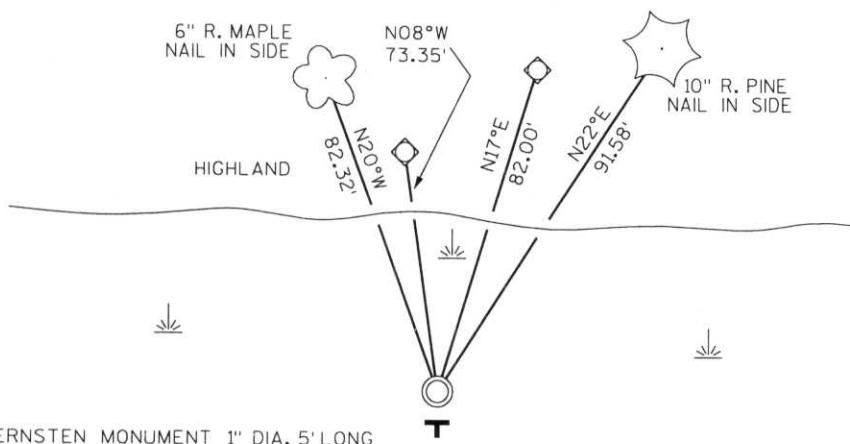 6" R. MAPLE
NAIL IN SIDE
N08°W
73.35'
10" R. PINE
NAIL IN SIDE
N20°W
82.32'
N17°E
82.00'
N22°E
91.58'
HIGHLAND
T
ERNSTEN MONUMENT 1" DIA. 5' LONG